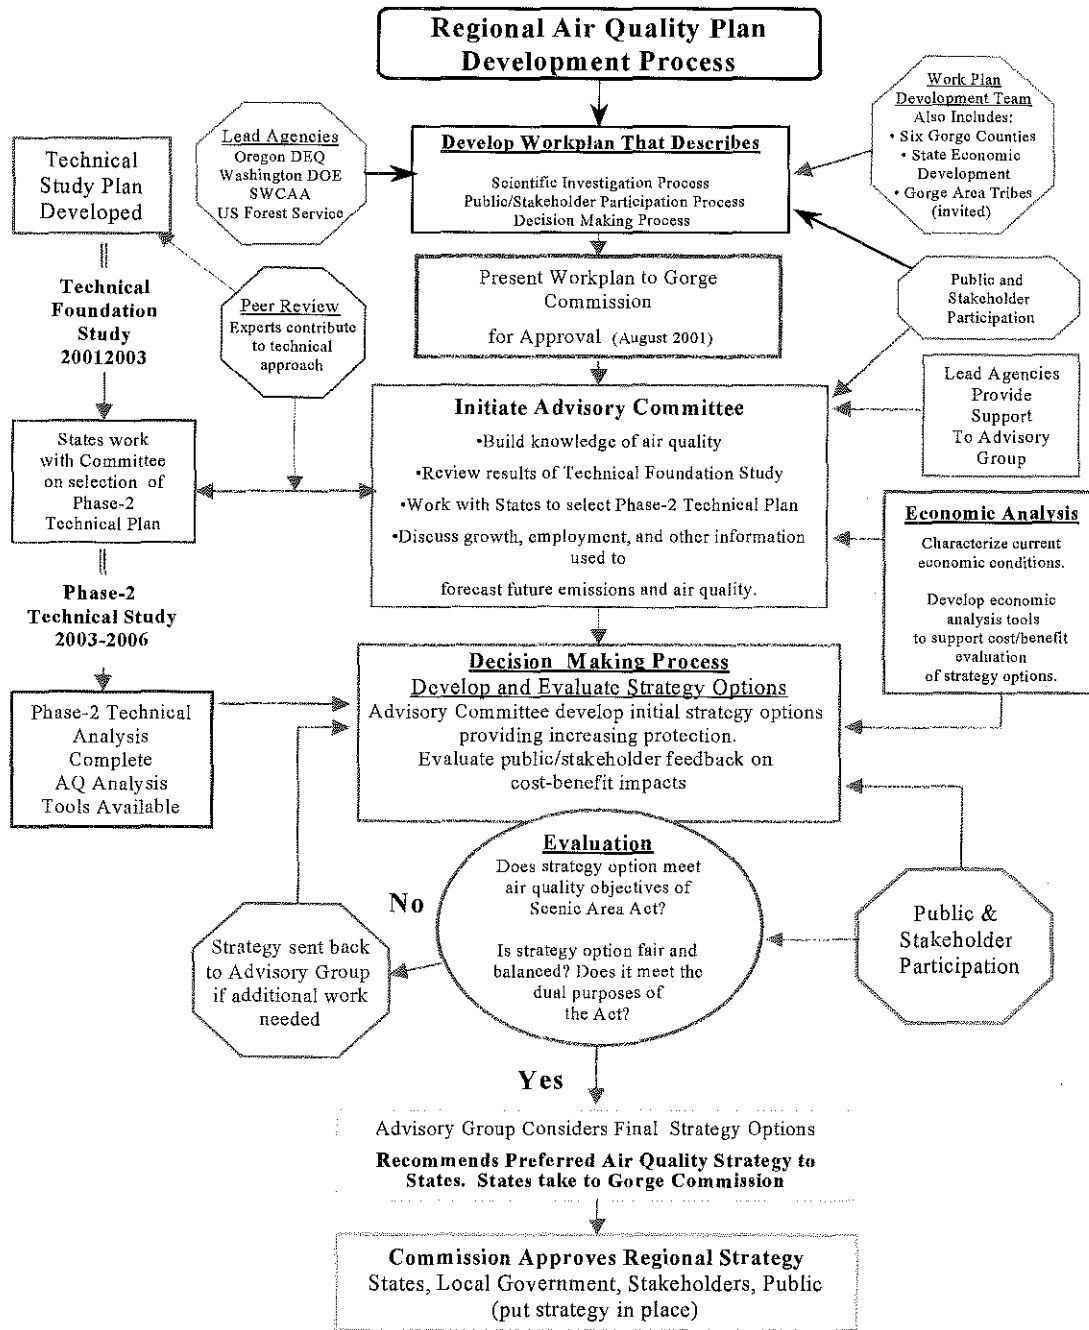 Regional Air Quality Plan
Development Process
Lead Agencies
Oregon DEQ
Washington DOE
SWCAA
US Forest Service
Develop Workplan That Describes
Scientific Investigation Process
Public/Stakeholder Participation Process
Decision Making Process
Work Plan
Development Team
Also Includes:
• Six Gorge Counties
• State Economic
Development
• Gorge Area Tribes
(invited)
Technical
Study Plan
Developed
Technical
Foundation
Study
20012003
Peer Review
Experts contribute
to technical
approach
Present Workplan to Gorge
Commission
for Approval (August 2001)
Public and
Stakeholder
Participation
Lead Agencies
Provide
Support
To Advisory
Group
Initiate Advisory Committee
•Build knowledge of air quality
•Review results of Technical Foundation Study
•Work with States to select Phase-2 Technical Plan
•Discuss growth, employment, and other information
used to
forecast future emissions and air quality.
States work
with Committee
on selection of
Phase-2
Technical Plan
Phase-2
Technical Study
2003-2006
Economic Analysis
Characterize current
economic conditions.
Develop economic
analysis tools
to support cost/benefit
evaluation
of strategy options.
Phase-2 Technical
Analysis
Complete
AQ Analysis
Tools Available
Decision Making Process
Develop and Evaluate Strategy Options
Advisory Committee develop initial strategy options
providing increasing protection.
Evaluate public/stakeholder feedback on
cost-benefit impacts
Evaluation
Does strategy option meet
air quality objectives of
Scenic Area Act?
Is strategy option fair and
balanced? Does it meet the
dual purposes of
the Act?
No
Strategy sent back
to Advisory Group
if additional work
needed
Public &
Stakeholder
Participation
Yes
Advisory Group Considers Final Strategy Options
Recommends Preferred Air Quality Strategy to
States. States take to Gorge Commission
Commission Approves Regional Strategy
States, Local Government, Stakeholders, Public
(put strategy in place)